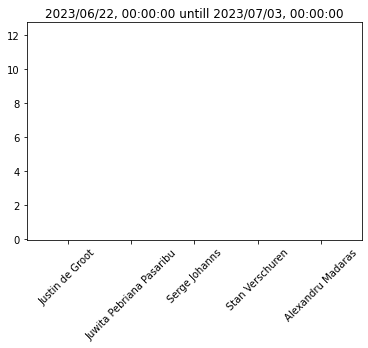 2023/06/22, 00:00:00 untill 2023/07/03, 00:00:00
12
10
8
6
4
2
0
Justin de Groot
Juwita Pebriana Pasaribu
Serge Johanns
Stan Verschuren
Alexandru Madaras